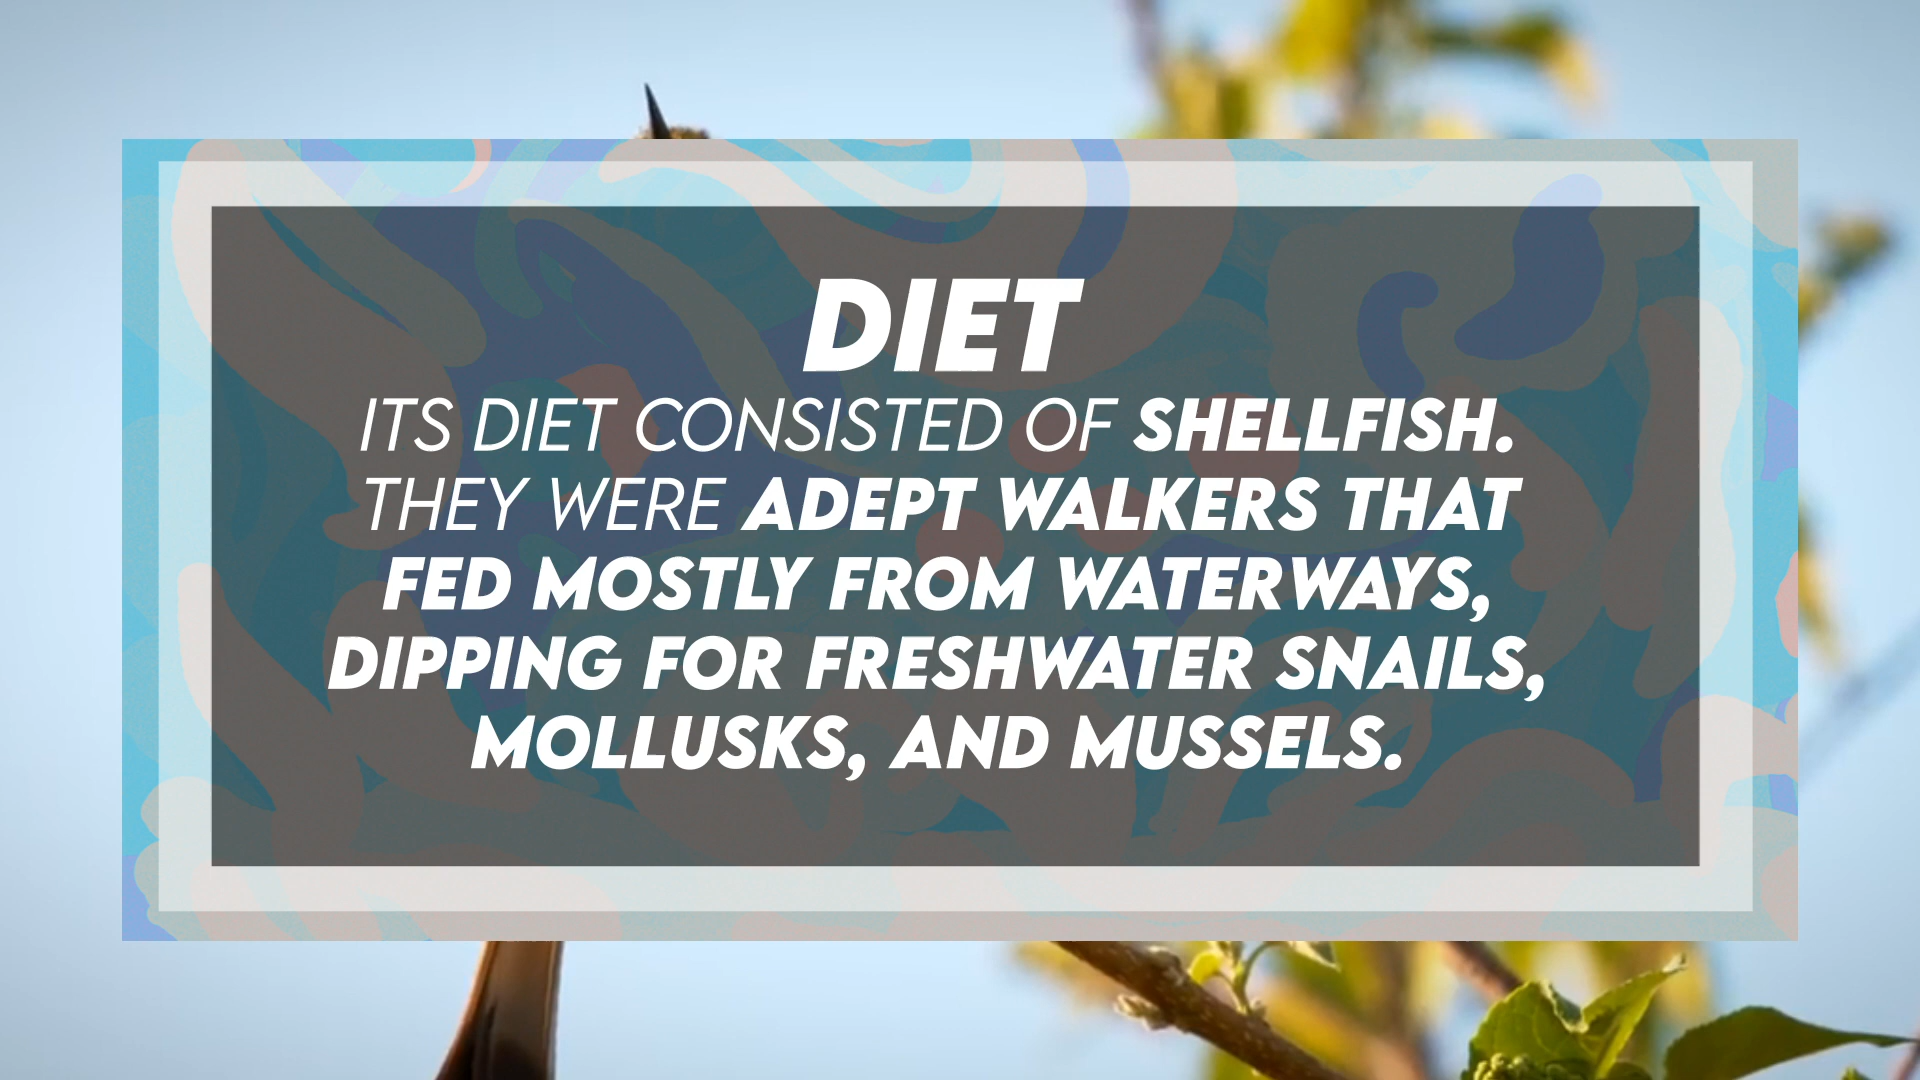 DIET
ITS DIET CONSISTED OF SHELLFISH.
THEY WERE ADEPT WALKERS THAT
FED MOSTLY FROM WATERWAYS,
DIPPING FOR FRESHWATER SNAILS,
MOLLUSKS, AND MUSSELS.